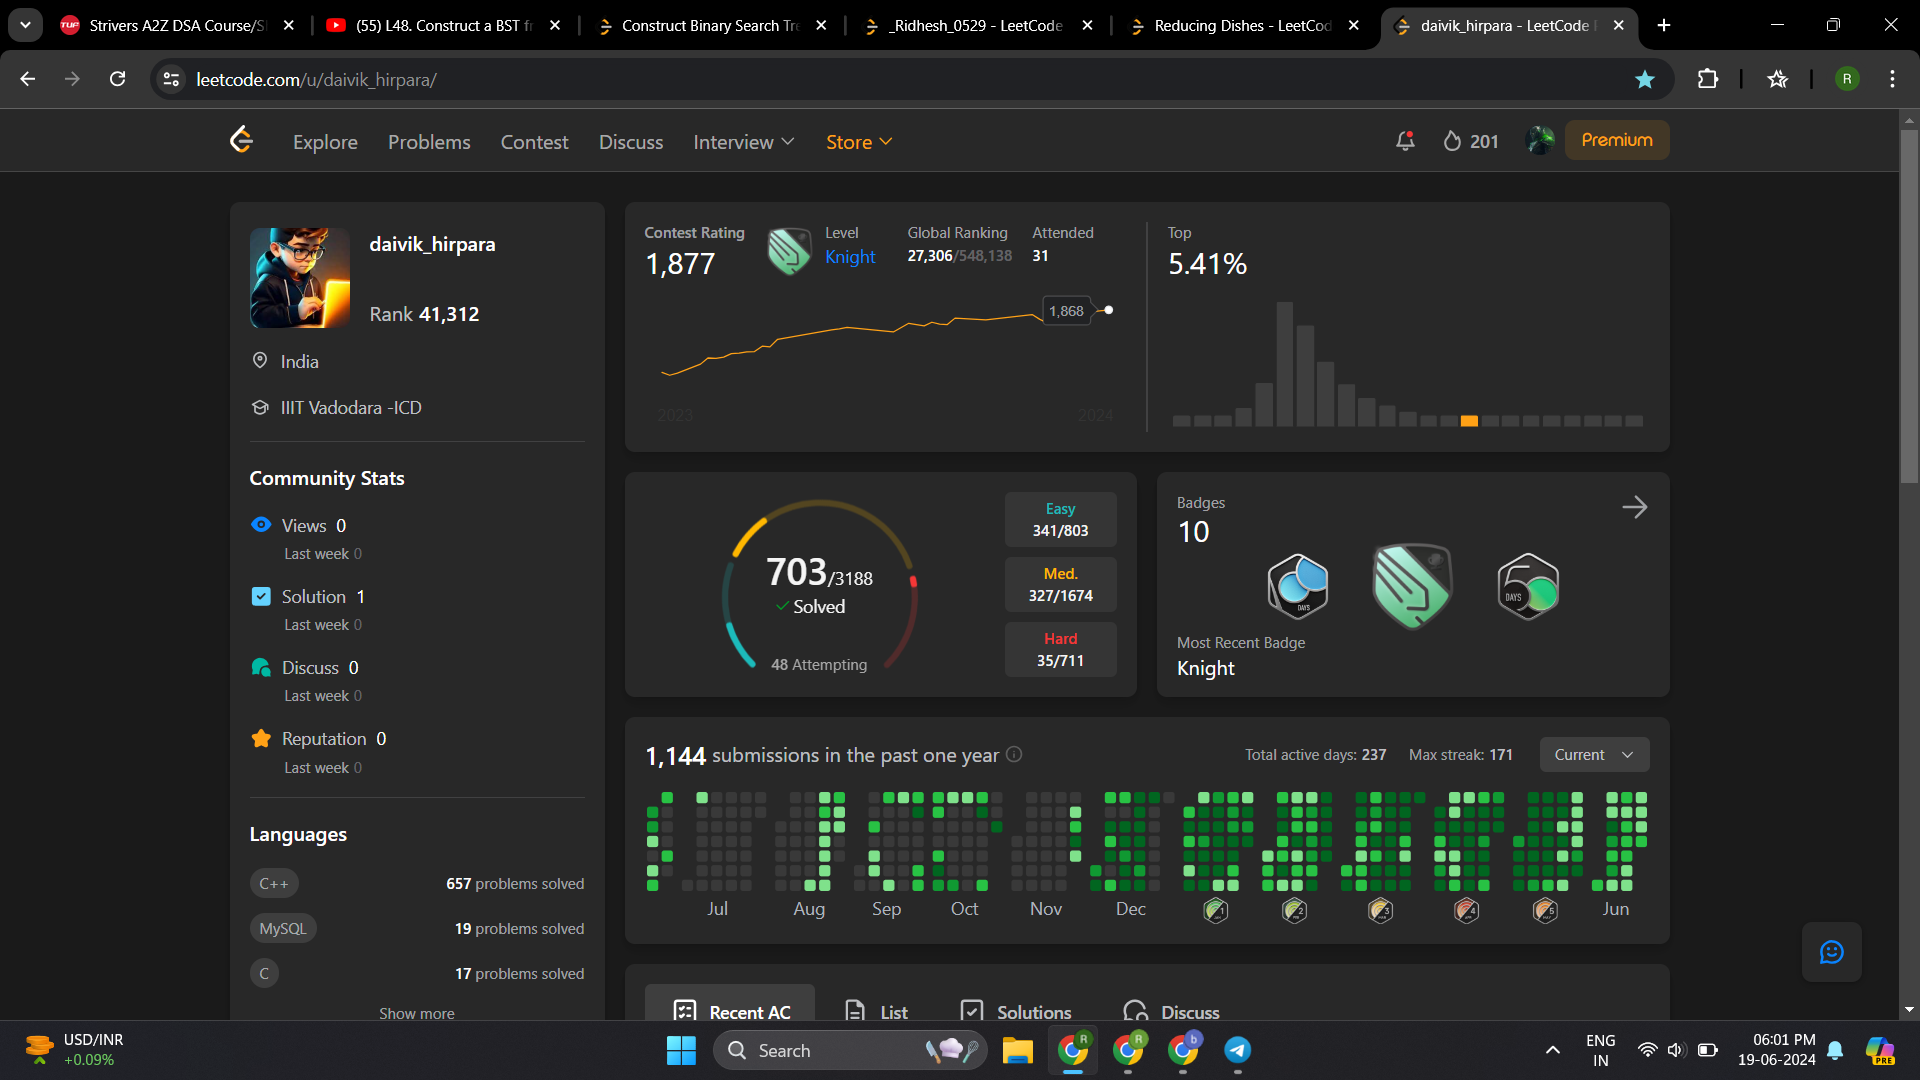 Strivers A2Z DSA Course/S
(55) L48. Construct a BST f
Construct Binary Search Tr
_Ridhesh_0529 - LeetCode
Reducing Dishes - LeetCod
daivik_hirpara - LeetCode
leetcode.com/u/daivik_hirpara/
R
Explore
Problems
Contest
Discuss
Interview
Store
201
Premium
daivik_hirpara
Rank 41,312
India
IIIT Vadodara -ICD
Community Stats
Views 0
Last week 0
Solution 1
Last week 0
Discuss 0
Last week 0
Reputation 0
Last week 0
Languages
C++ 657 problems solved
MySQL 19 problems solved
C 17 problems solved
Show more
Contest Rating
1,877
Level
Knight
Global Ranking
27,306/548,138
Attended
31
1,868
2023
2024
Top
5.41%
703/3188
Solved
48 Attempting
Easy
341/803
Med.
327/1674
Hard
35/711
Badges
10
DAYS
50
DAYS
Most Recent Badge
Knight
1,144 submissions in the past one year
Total active days: 237
Max streak: 171
Current
Jul
Aug
Sep
Oct
Nov
Dec
1
2
3
4
5
Jun
Recent AC
List
Solutions
Discuss
USD/INR
+0.09%
Search
R
R
b
ENG
IN
06:01 PM
19-06-2024
PRE